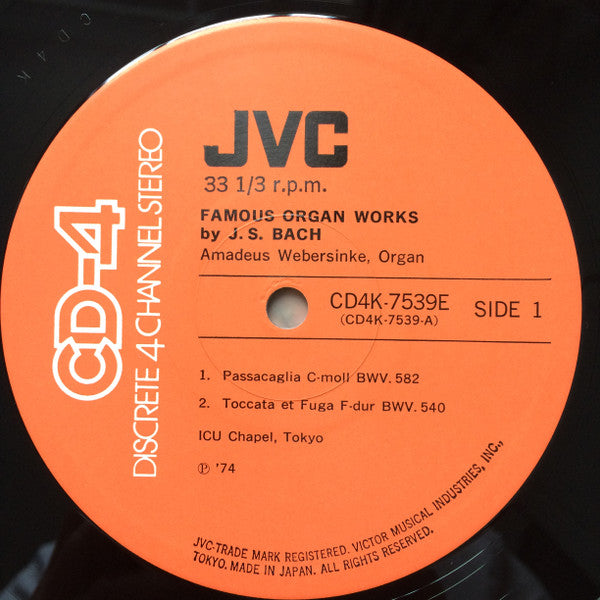 CD4K
CD-4
DISCRETE 4 CHANNEL STEREO
JVC
33 1/3 r.p.m.
FAMOUS ORGAN WORKS
by J. S. BACH
Amadeus Webersinke, Organ
CD4K-7539E
(CD4K-7539-A)
SIDE 1
1. Passacaglia C-moll BWV. 582
2. Toccata et Fuga F-dur BWV. 540
ICU Chapel, Tokyo
℗ '74
JVC-TRADE MARK REGISTERED. VICTOR MUSICAL INDUSTRIES, INC.,
TOKYO. MADE IN JAPAN. ALL RIGHTS RESERVED.